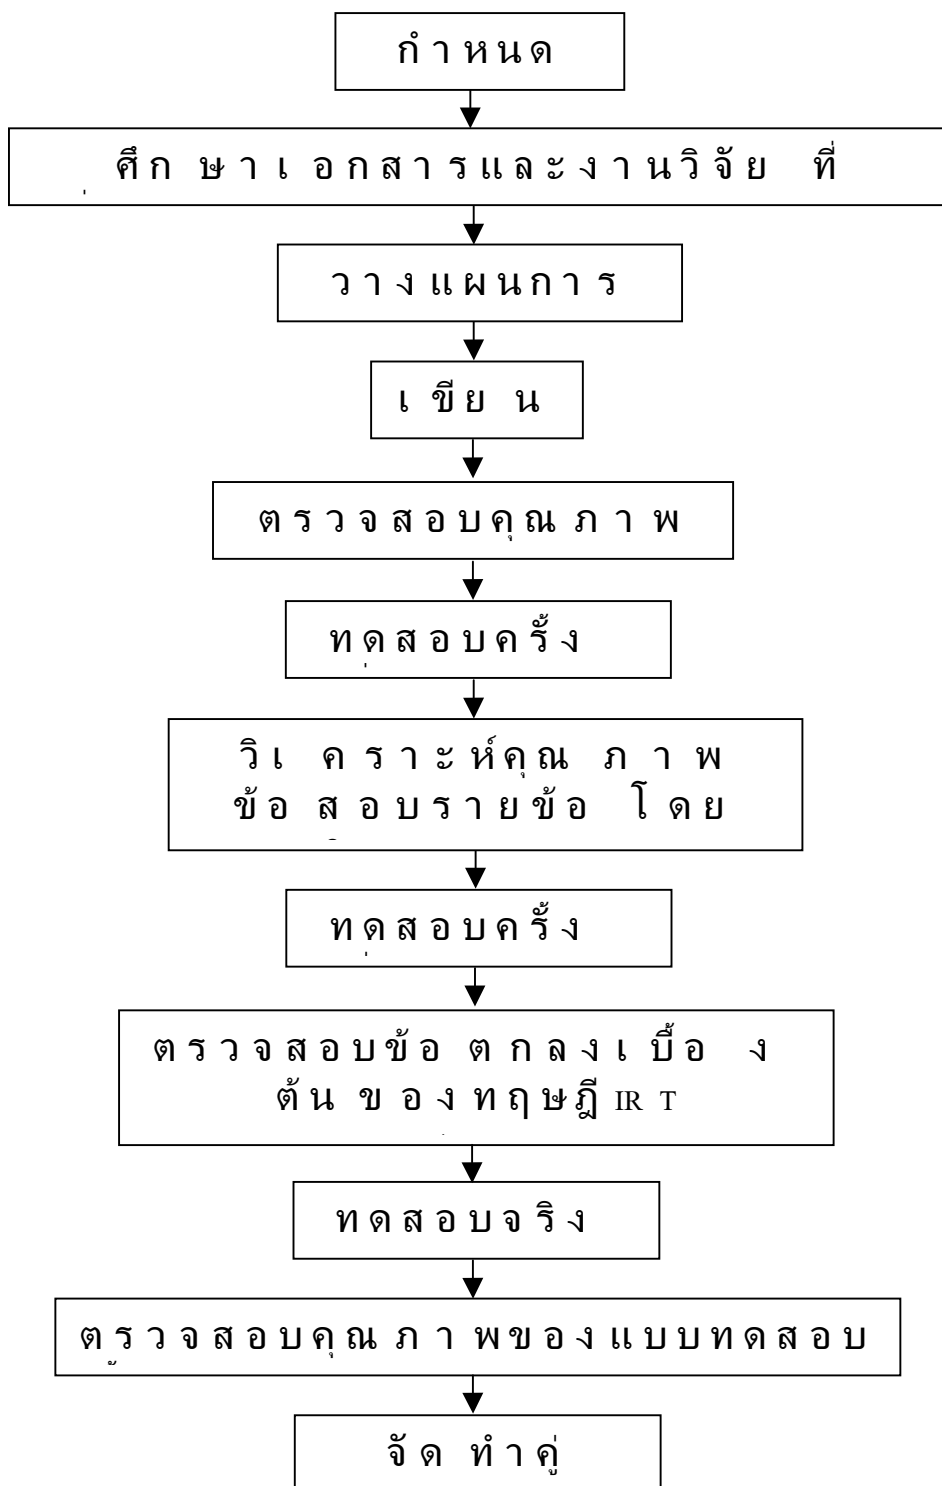 กำหนด
ศึกษาเอกสารและงานวิจัย ที่
วางแผนการ
เขียน
ตรวจสอบคุณภาพ
ทดสอบครั้ง
วิเคราะห์คุณภาพ
ข้อสอบรายข้อ โดย
ทดสอบครั้ง
ตรวจสอบข้อตกลงเบื้อง
ต้นของทฤษฎี IRT
ทดสอบจริง
ตรวจสอบคุณภาพของแบบทดสอบ
จัดทำคู่